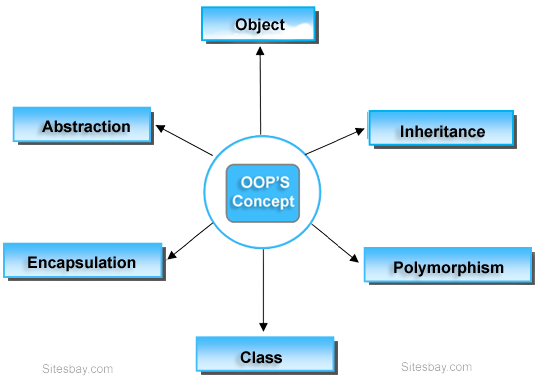 Object
Abstraction
Inheritance
OOP'S
Concept
Encapsulation
Polymorphism
Class
Sitesbay.com
Sitesbay.com